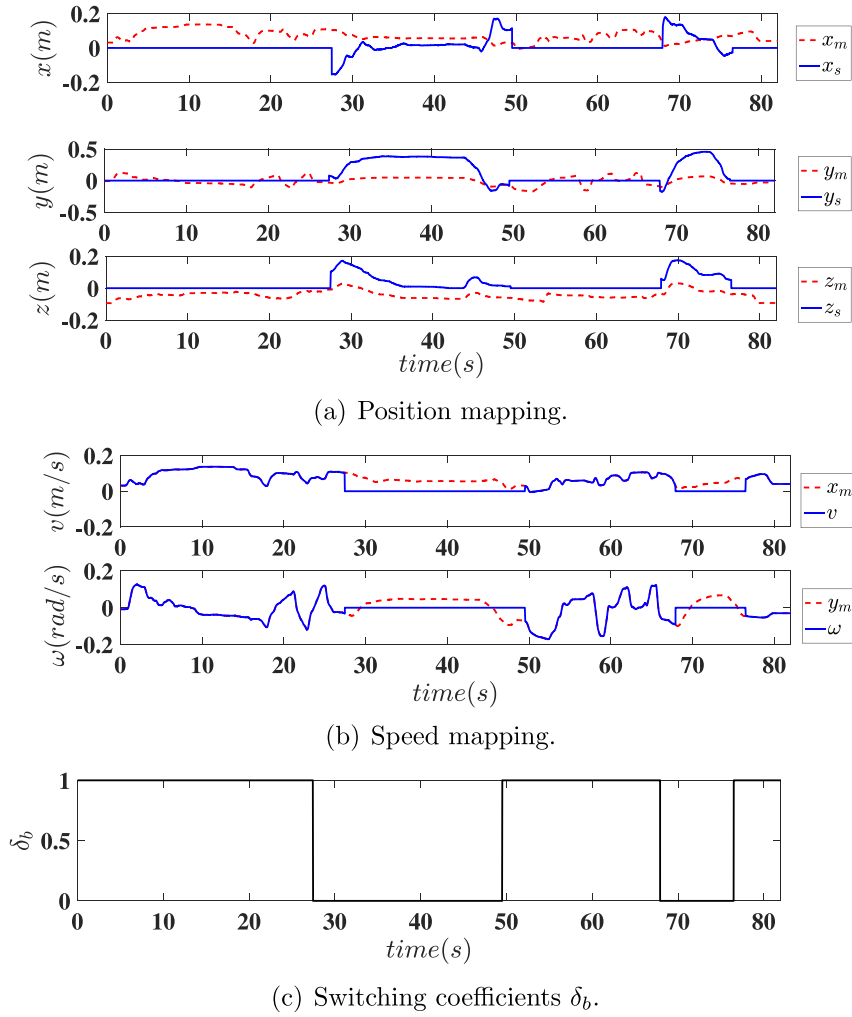 x(m)
0.2
0
-0.2
0 10 20 30 40 50 60 70 80
x_m
x_s
y(m)
0.5
0
-0.5
0 10 20 30 40 50 60 70 80
y_m
y_s
z(m)
0.2
0
-0.2
0 10 20 30 40 50 60 70 80
z_m
z_s
time(s)
(a) Position mapping.
v(m/s)
0.2
0
-0.2
0 10 20 30 40 50 60 70 80
x_m
v
ω(rad/s)
0.2
0
-0.2
0 10 20 30 40 50 60 70 80
y_m
ω
time(s)
(b) Speed mapping.
δ_b
1
0.5
0
0 10 20 30 40 50 60 70 80
time(s)
(c) Switching coefficients δ_b.